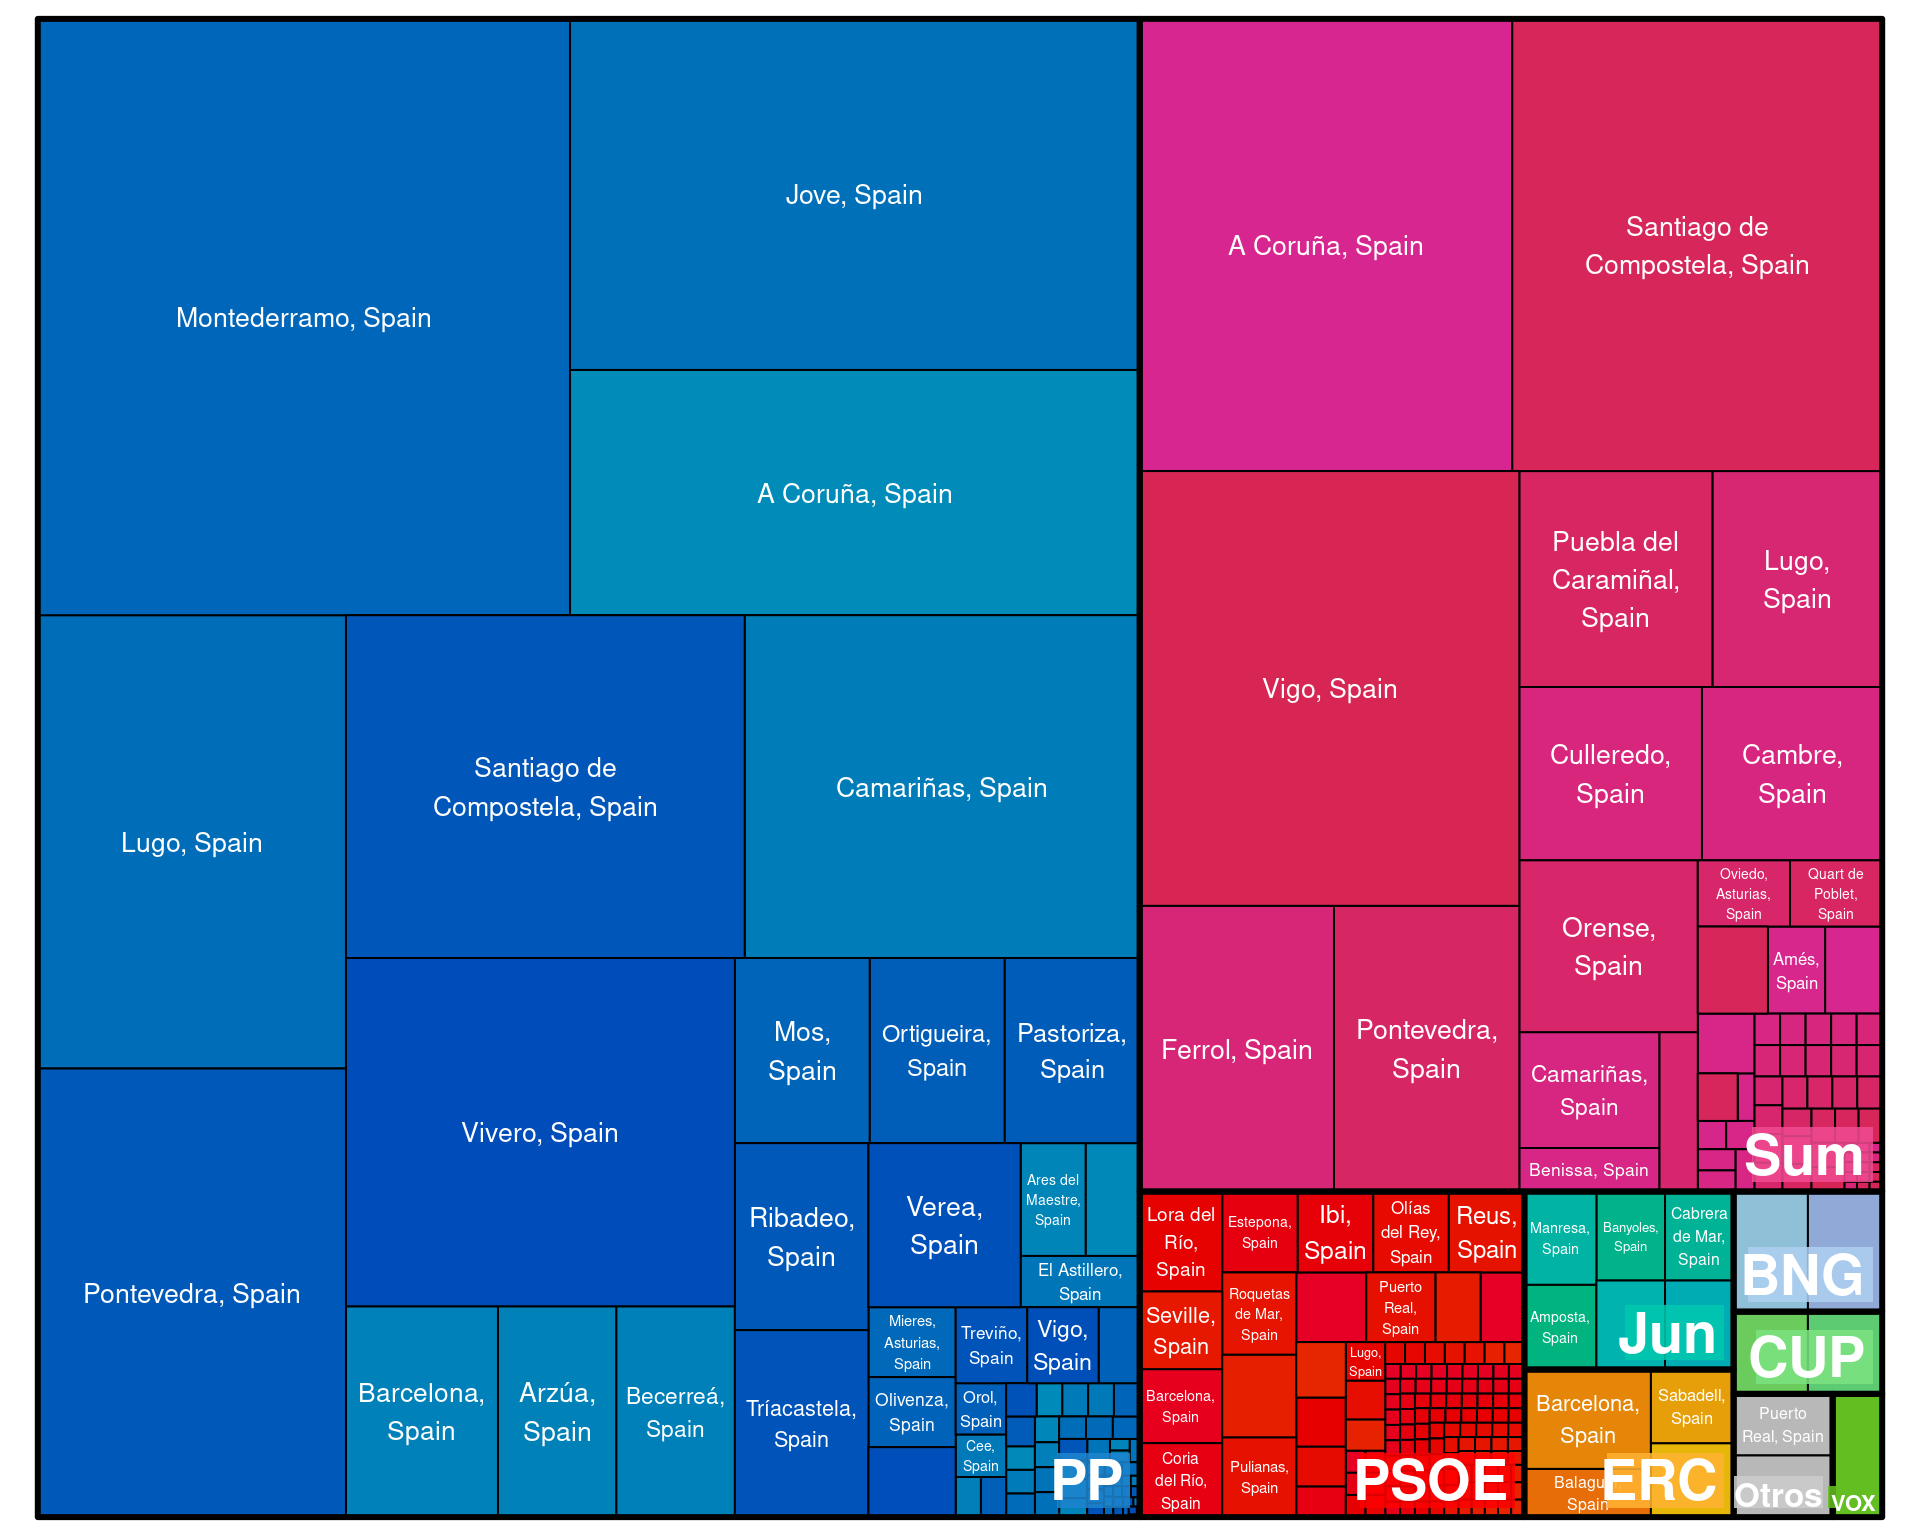 Montederramo, Spain
Jove, Spain
A Coruña, Spain
Lugo, Spain
Santiago de
Compostela, Spain
Camariñas, Spain
Pontevedra, Spain
Vivero, Spain
Barcelona,
Spain
Arzúa,
Spain
Becerreá,
Spain
Mos,
Spain
Ortigueira,
Spain
Pastoriza,
Spain
Ribadeo,
Spain
Verea,
Spain
Ares del
Maestre,
Spain
El Astillero,
Spain
Tríacastela,
Spain
Mieres,
Asturias,
Spain
Treviño,
Spain
Vigo,
Spain
Olivenza,
Spain
Orol,
Spain
Cee,
Spain
PP
A Coruña, Spain
Santiago de
Compostela, Spain
Vigo, Spain
Puebla del
Caramiñal,
Spain
Lugo,
Spain
Culleredo,
Spain
Cambre,
Spain
Ferrol, Spain
Pontevedra,
Spain
Orense,
Spain
Oviedo,
Asturias,
Spain
Quart de
Poblet,
Spain
Amés,
Spain
Camariñas,
Spain
Benissa, Spain
Sum
Lora del
Río,
Spain
Estepona,
Spain
Ibi,
Spain
Olías
del Rey,
Spain
Reus,
Spain
Seville,
Spain
Roquetas
de Mar,
Spain
Puerto
Real,
Spain
Lugo,
Spain
Barcelona,
Spain
Coria
del Río,
Spain
Pulianas,
Spain
PSOE
Manresa,
Spain
Banyoles,
Spain
Cabrera
de Mar,
Spain
Amposta,
Spain
Jun
Barcelona,
Spain
Sabadell,
Spain
Spain
ERC
BNG
CUP
Puerto
Real, Spain
Otros
VOX